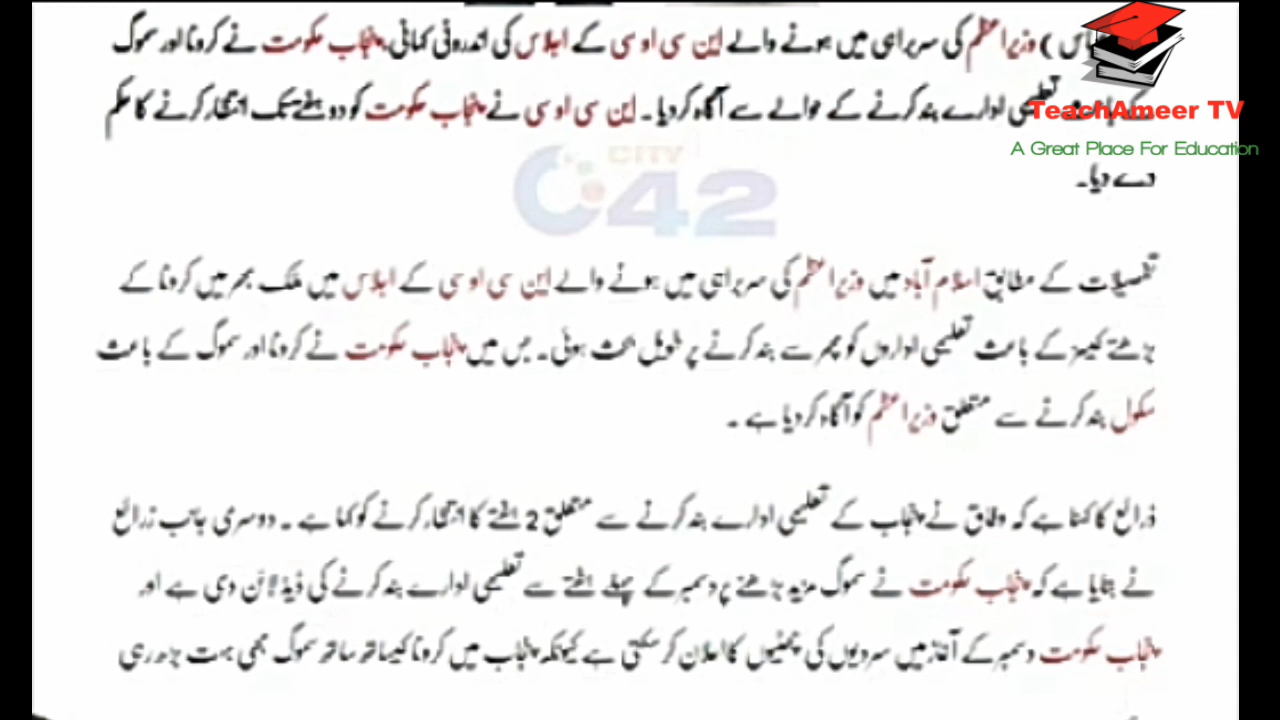 اس ) وزیراعظم کی سربراہی میں ہونے والے این سی او سی کے اجلاس کی اندرونی کہانی، پنجاب حکومت نے کرونا اور سموگ
تعلیمی ادارے بند کرنے کے حوالے سے آگاہ کردیا۔ این سی او سی نے پنجاب حکومت کو دو ہفتے تک انتظار کرنے کا حکم
دے دیا۔
TeachAmeer TV
A Great Place For Education
CITY
42
تفصیلات کے مطابق اسلام آباد میں وزیراعظم کی سربراہی میں ہونے والے این سی او سی کے اجلاس میں ملک بھر میں کرونا کے
بڑھتے کیسز کے باعث تعلیمی اداروں کو پھر سے بند کرنے پر طویل بحث ہوئی۔ جس میں پنجاب حکومت نے کرونا اور سموگ کے باعث
سکول بند کرنے سے متعلق وزیراعظم کو آگاہ کردیا ہے ۔
ذرائع کا کہنا ہے کہ وفاق نے پنجاب کے تعلیمی ادارے بند کرنے سے متعلق 2 ہفتے کا انتظار کرنے کو کہا ہے ۔ دوسری جانب زرائع
نے بتایا ہے کہ پنجاب حکومت نے سموگ مزید بڑھنے پر دسمبر کے پہلے ہفتے سے تعلیمی ادارے بند کرنے کی ڈیڈ لائن دی ہے اور
پنجاب حکومت دسمبر کے آغاز میں سردیوں کی چھٹیوں کا اعلان کر سکتی ہے کیونکہ پنجاب میں کرونا کیساتھ ساتھ سموگ بھی بہت بڑھ رہی